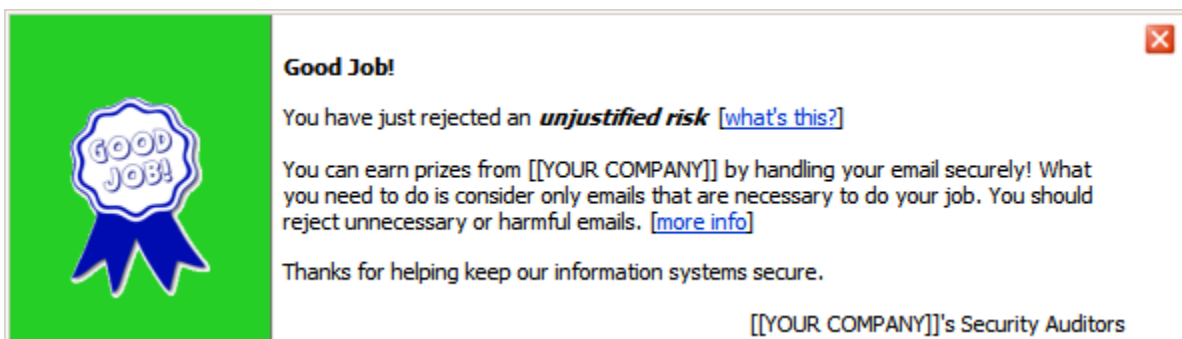 Good Job!
You have just rejected an unjustified risk [what's this?]
GOOD
JOB!
You can earn prizes from [[YOUR COMPANY]] by handling your email securely! What
you need to do is consider only emails that are necessary to do your job. You should
reject unnecessary or harmful emails. [more info]
Thanks for helping keep our information systems secure.
[[YOUR COMPANY]]'s Security Auditors